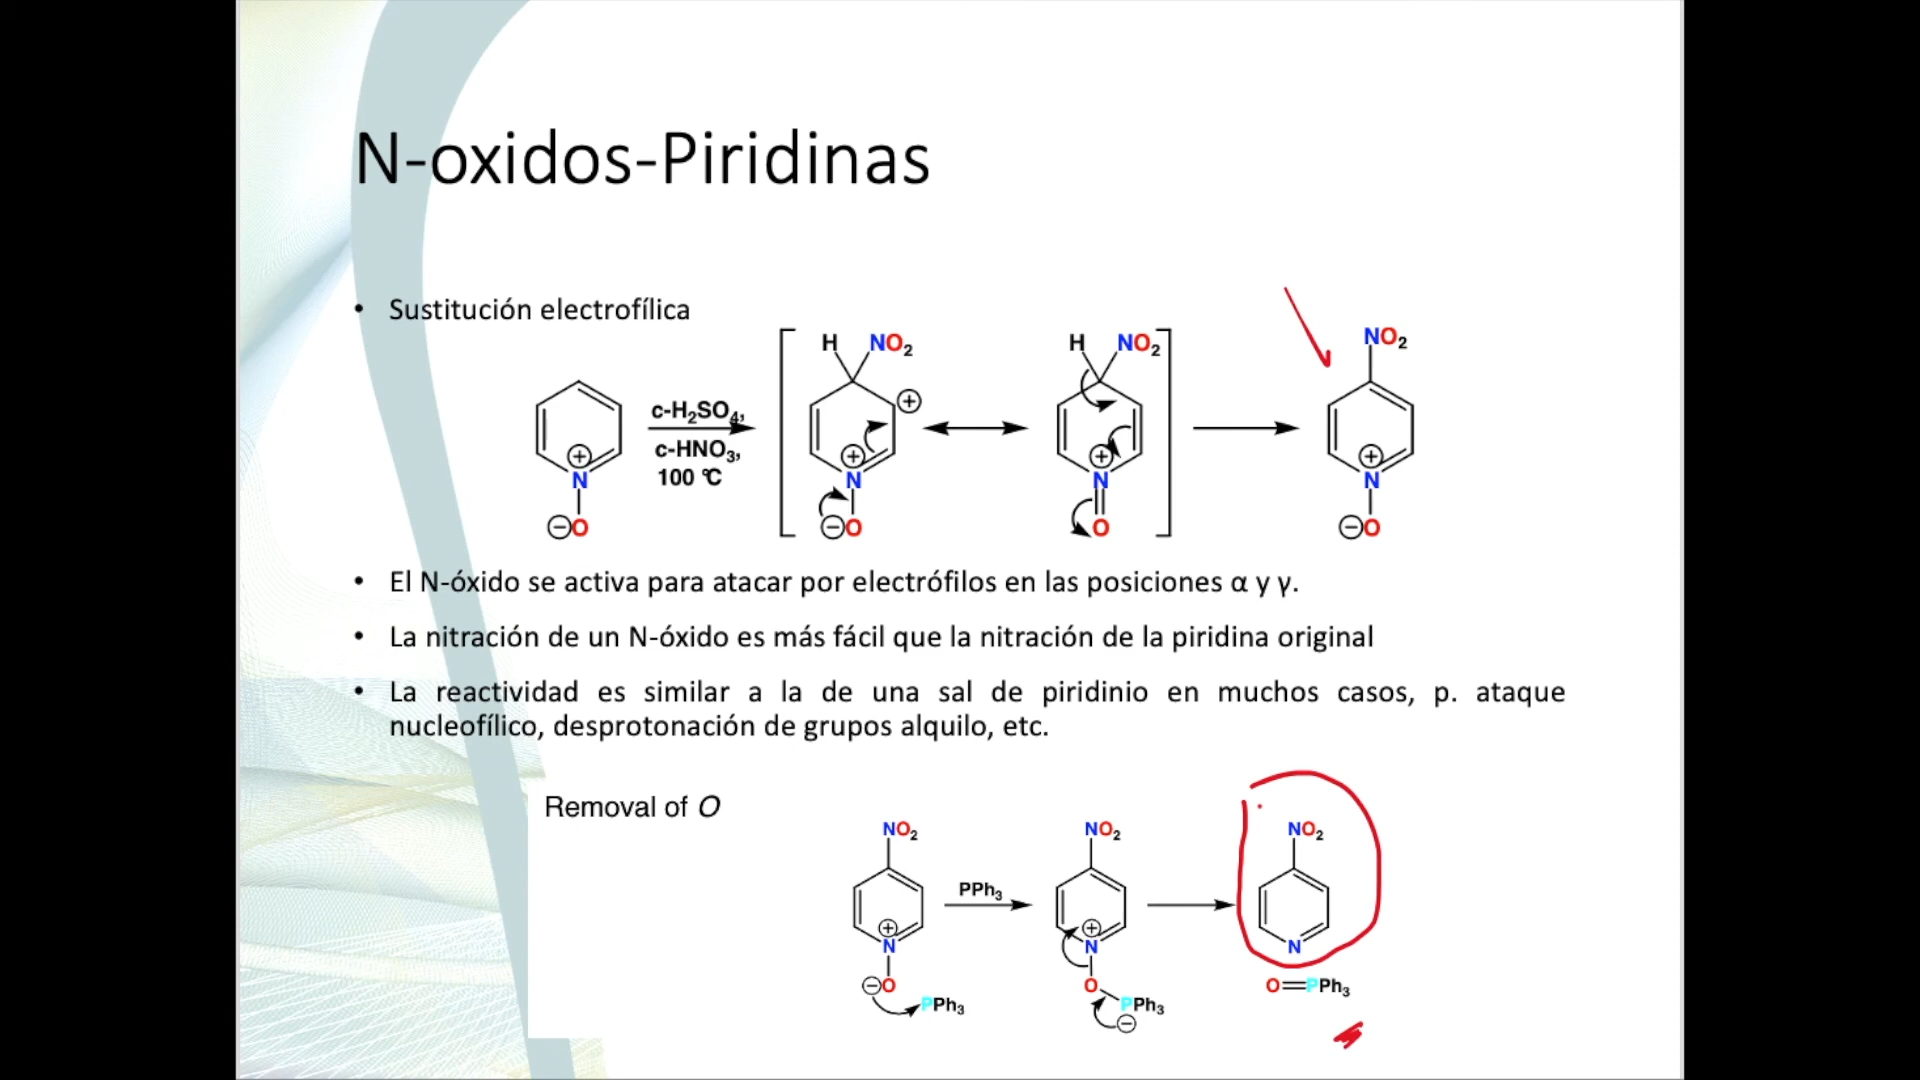 N-oxidos-Piridinas
• Sustitución electrofílica
H NO₂ H NO₂ NO₂
c-H₂SO₄,
c-HNO₃,
100 °C
⊕ ⊕ ⊕ ⊕ ⊕
N N N N
⊖O ⊖O O ⊖O
• El N-óxido se activa para atacar por electrófilos en las posiciones α y γ.
• La nitración de un N-óxido es más fácil que la nitración de la piridina original
• La reactividad es similar a la de una sal de piridinio en muchos casos, p. ataque
nucleofílico, desprotonación de grupos alquilo, etc.
Removal of O
NO₂ NO₂ NO₂
PPh₃
⊕ ⊕
N N N
⊖O O O=PPh₃
PPh₃ PPh₃
⊖